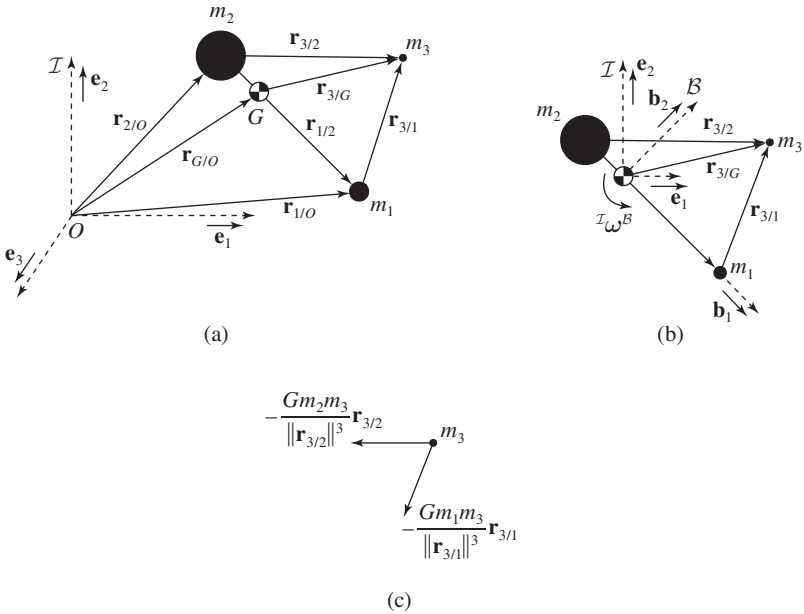 m₂
ℐ
e₂
r₃/₂
m₃
r₃/G
G
r₂/O
r₁/₂
r₃/₁
r_G/O
m₁
r₁/O
O
e₁
e₃
(a)
ℐ
e₂
ℬ
b₂
m₂
r₃/₂
m₃
r₃/G
e₁
r₃/₁
ℐωℬ
m₁
b₁
(b)
− Gm₂m₃ / ‖r₃/₂‖³ r₃/₂
m₃
− Gm₁m₃ / ‖r₃/₁‖³ r₃/₁
(c)